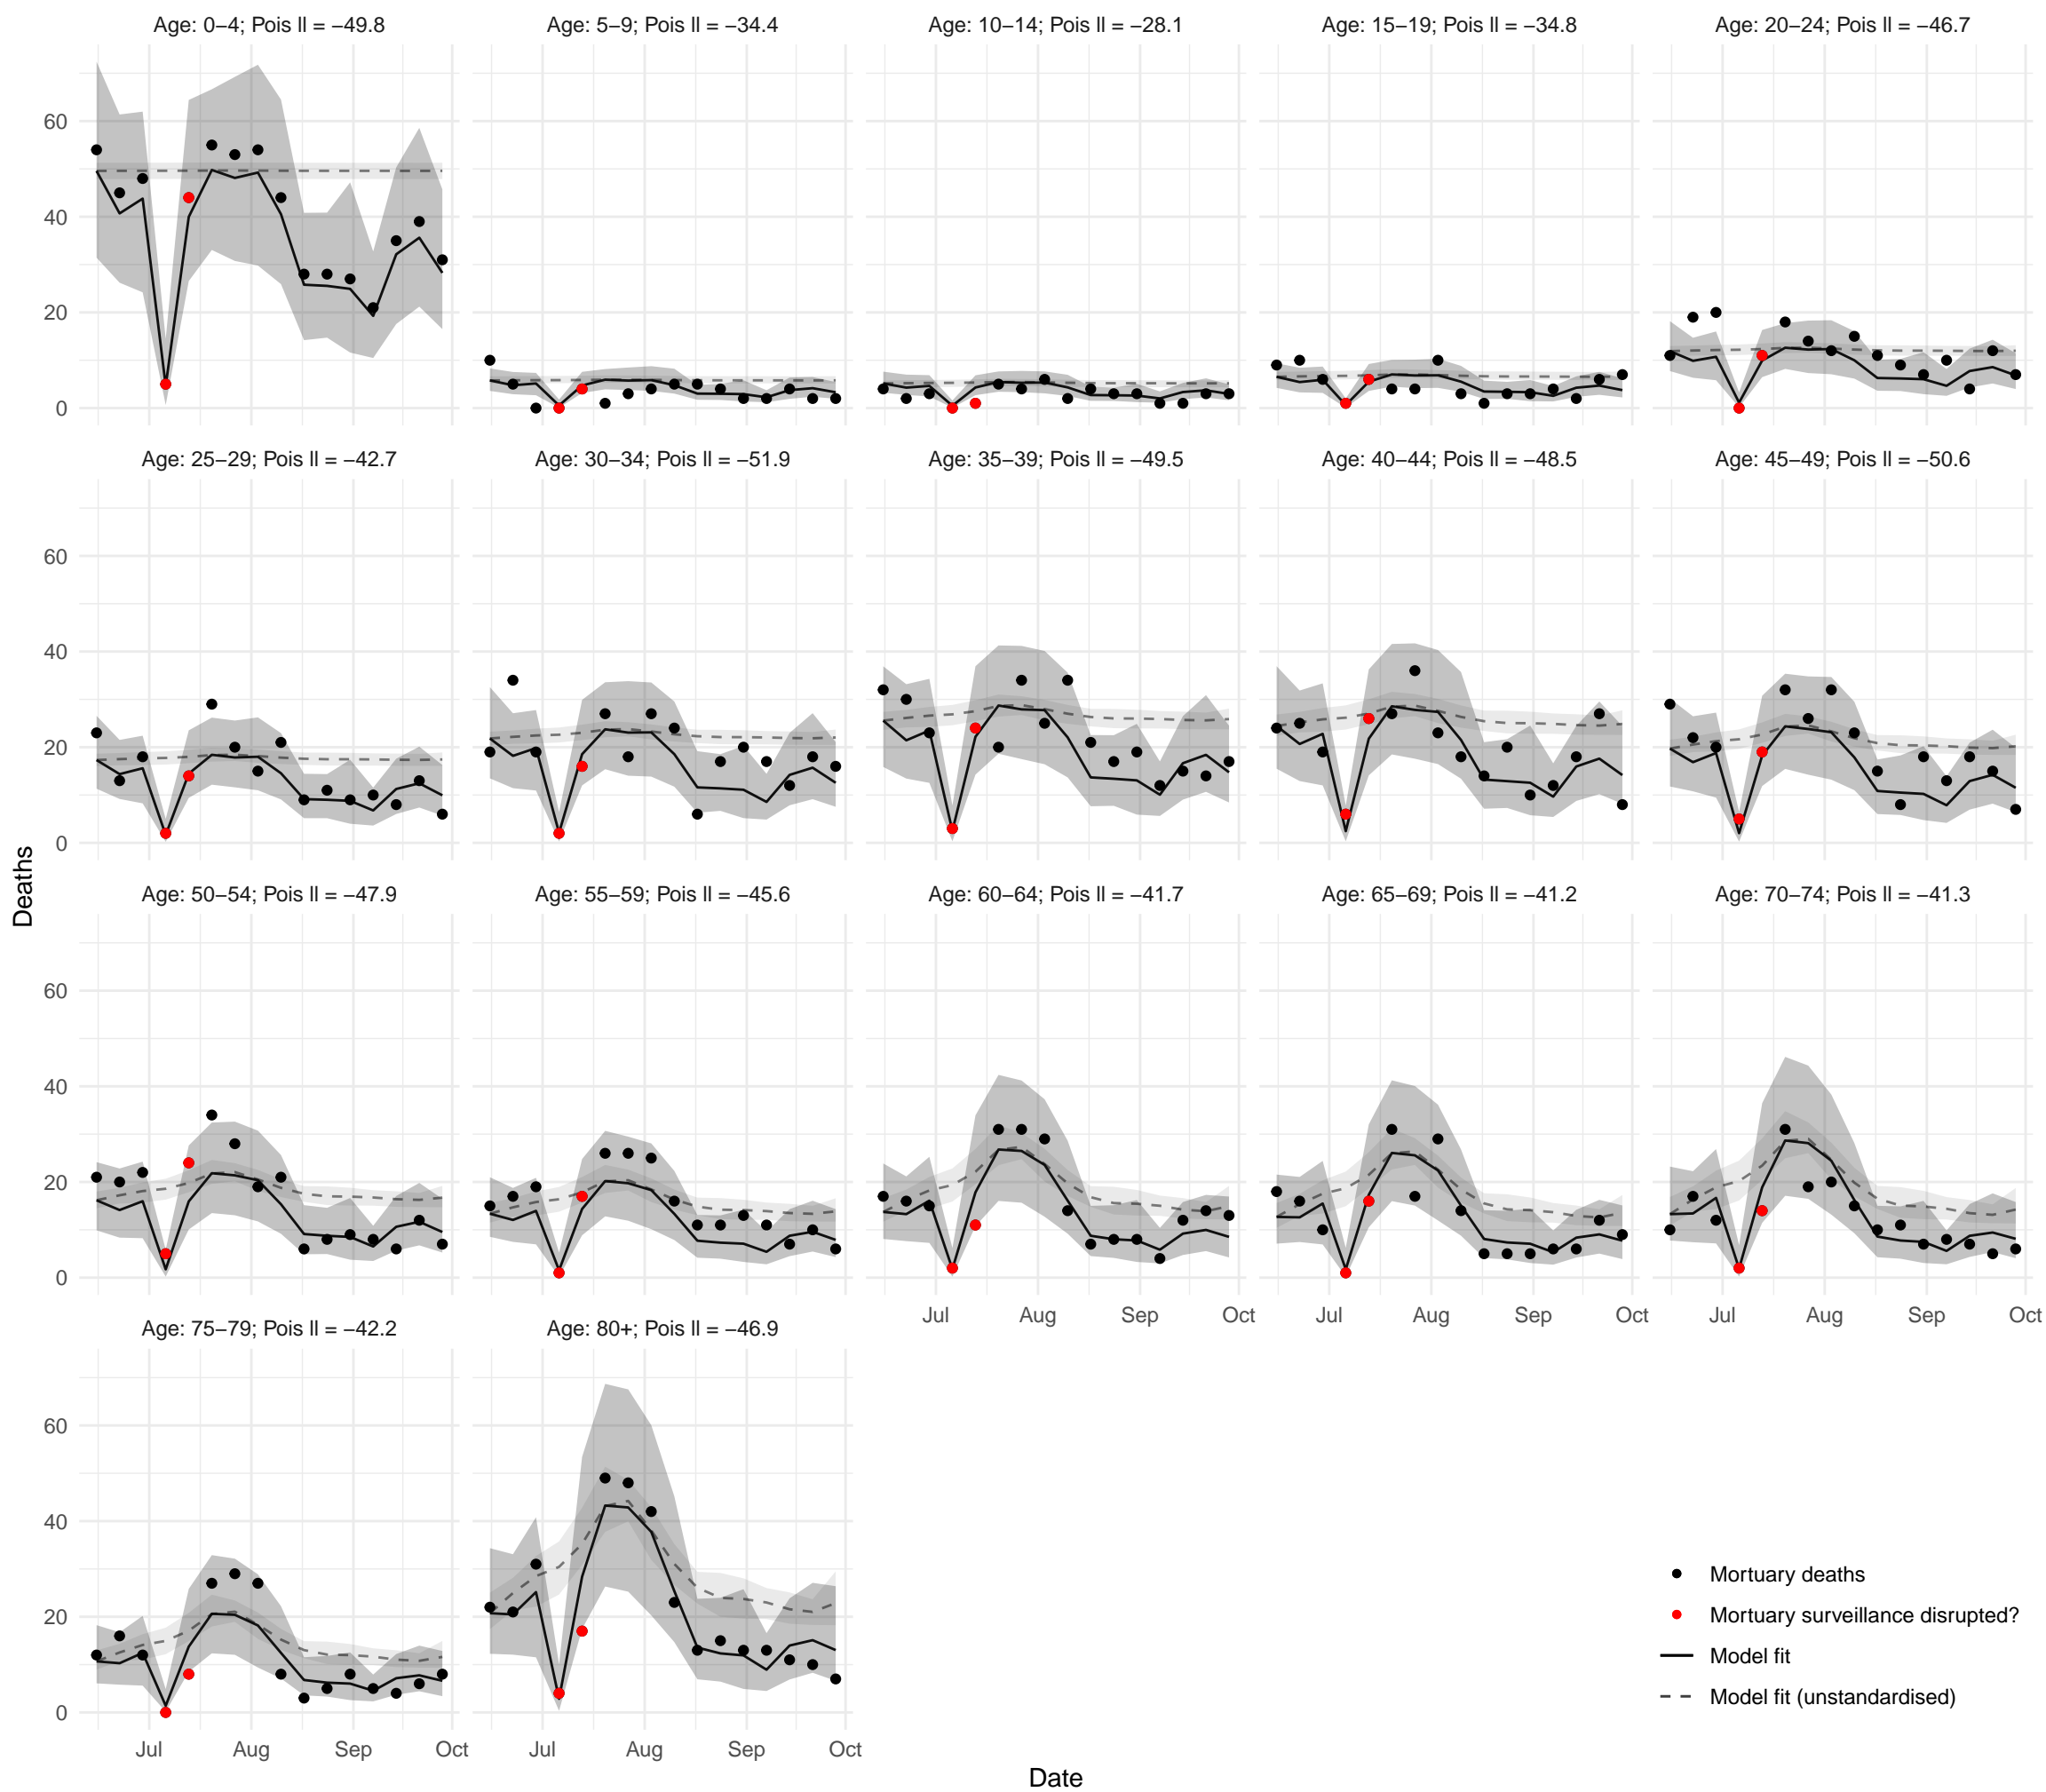 Age: 0−4; Pois ll = −49.8
Age: 5−9; Pois ll = −34.4
Age: 10−14; Pois ll = −28.1
Age: 15−19; Pois ll = −34.8
Age: 20−24; Pois ll = −46.7
60
40
20
0
Age: 25−29; Pois ll = −42.7
Age: 30−34; Pois ll = −51.9
Age: 35−39; Pois ll = −49.5
Age: 40−44; Pois ll = −48.5
Age: 45−49; Pois ll = −50.6
60
40
20
0
Deaths
Age: 50−54; Pois ll = −47.9
Age: 55−59; Pois ll = −45.6
Age: 60−64; Pois ll = −41.7
Age: 65−69; Pois ll = −41.2
Age: 70−74; Pois ll = −41.3
60
40
20
0
Jul Aug Sep Oct
Jul Aug Sep Oct
Jul Aug Sep Oct
Age: 75−79; Pois ll = −42.2
Age: 80+; Pois ll = −46.9
60
40
20
0
Jul Aug Sep Oct
Jul Aug Sep Oct
Mortuary deaths
Mortuary surveillance disrupted?
Model fit
Model fit (unstandardised)
Date